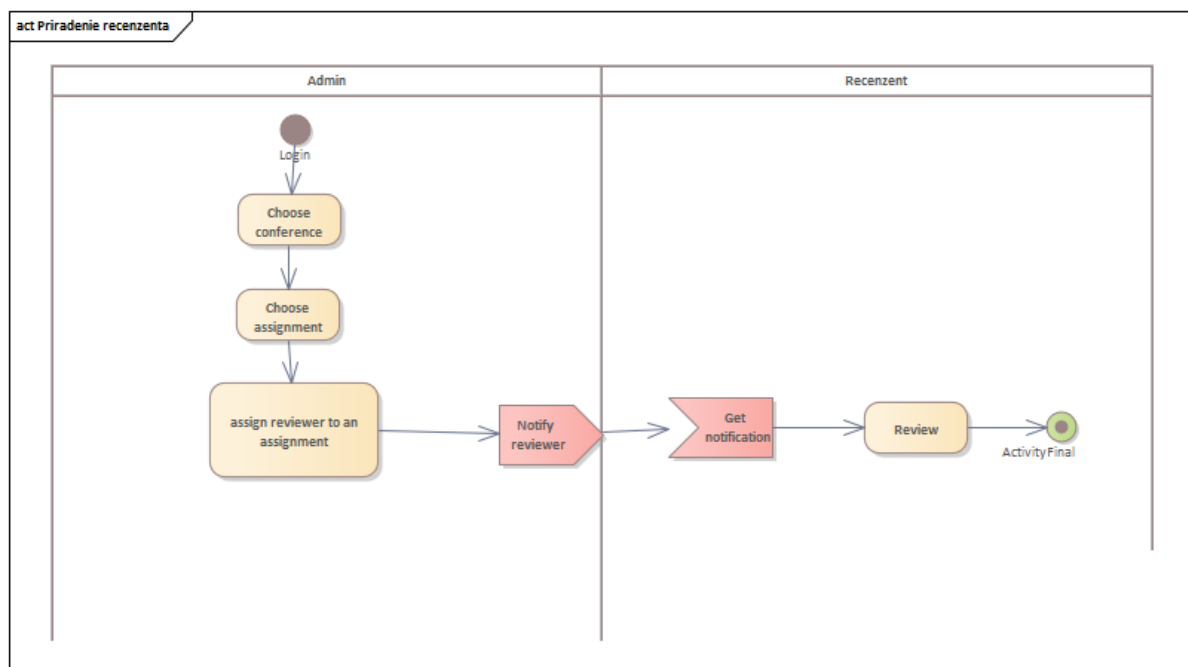 act Priradenie recenzenta
Admin
Recenzent
Login
Choose
conference
Choose
assignment
assign reviewer to an
assignment
Notify
reviewer
Get
notification
Review
ActivityFinal